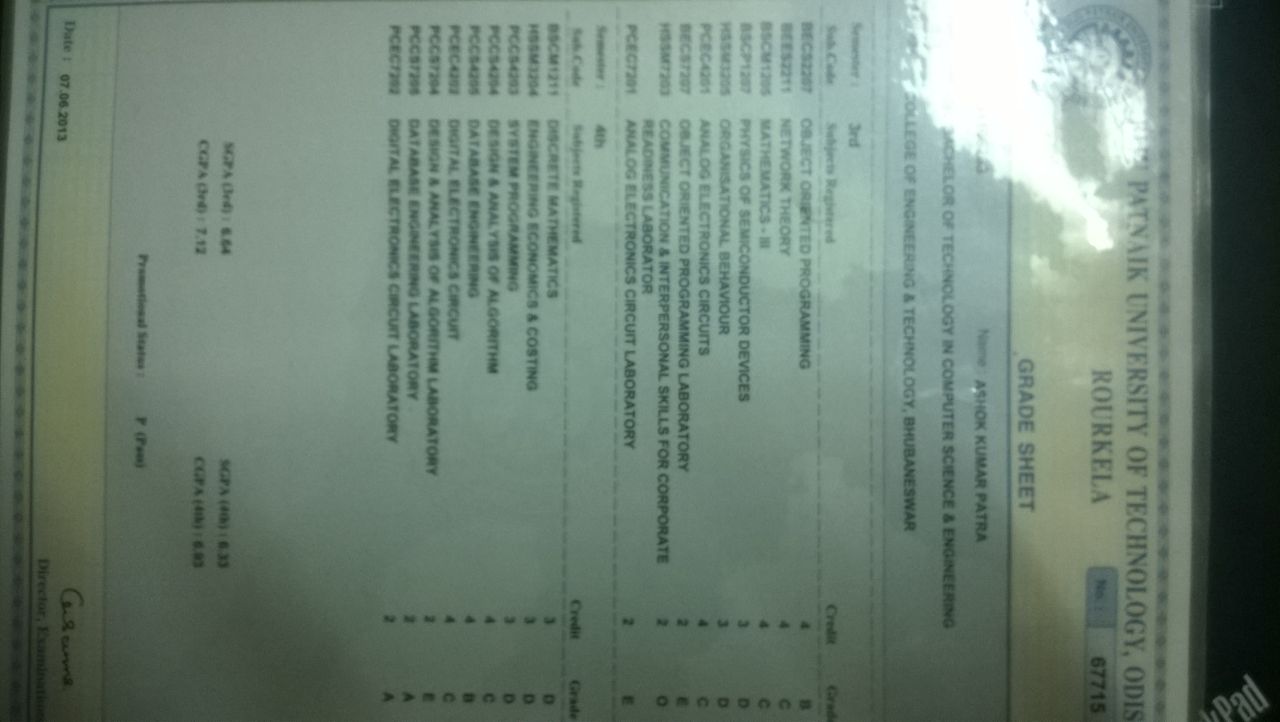 PATNAIK UNIVERSITY OF TECHNOLOGY, ODIS
ROURKELA
No. : 67715
GRADE SHEET
Name : ASHOK KUMAR PATRA
BACHELOR OF TECHNOLOGY IN COMPUTER SCIENCE & ENGINEERING
COLLEGE OF ENGINEERING & TECHNOLOGY, BHUBANESWAR
Semester : 3rd
Sub.Code Subjects Registered Credit Grade
BECS2207 OBJECT ORIENTED PROGRAMMING 4 B
BEES2211 NETWORK THEORY 4 C
BSCM1205 MATHEMATICS - III 4 C
BSCP1207 PHYSICS OF SEMICONDUCTOR DEVICES 3 D
HSSM3205 ORGANISATIONAL BEHAVIOUR 3 D
PCEC4201 ANALOG ELECTRONICS CIRCUITS 4 C
BECS7207 OBJECT ORIENTED PROGRAMMING LABORATORY 2 E
HSSM7203 COMMUNICATION & INTERPERSONAL SKILLS FOR CORPORATE 2 O
READINESS LABORATOR
PCEC7201 ANALOG ELECTRONICS CIRCUIT LABORATORY 2 E
Semester : 4th
Sub.Code Subjects Registered Credit Grade
BSCM1211 DISCRETE MATHEMATICS 3 D
HSSM3204 ENGINEERING ECONOMICS & COSTING 3 D
PCCS4203 SYSTEM PROGRAMMING 3 D
PCCS4204 DESIGN & ANALYSIS OF ALGORITHM 4 C
PCCS4205 DATABASE ENGINEERING 4 B
PCEC4202 DIGITAL ELECTRONICS CIRCUIT 4 C
PCCS7204 DESIGN & ANALYSIS OF ALGORITHM LABORATORY 2 E
PCCS7205 DATABASE ENGINEERING LABORATORY 2 A
PCEC7202 DIGITAL ELECTRONICS CIRCUIT LABORATORY 2 A
SGPA (3rd) : 6.64 SGPA (4th) : 6.33
CGPA (3rd) : 7.12 CGPA (4th) : 6.93
Promotional Status : P (Pass)
Date : 07.06.2013
Director, Examination